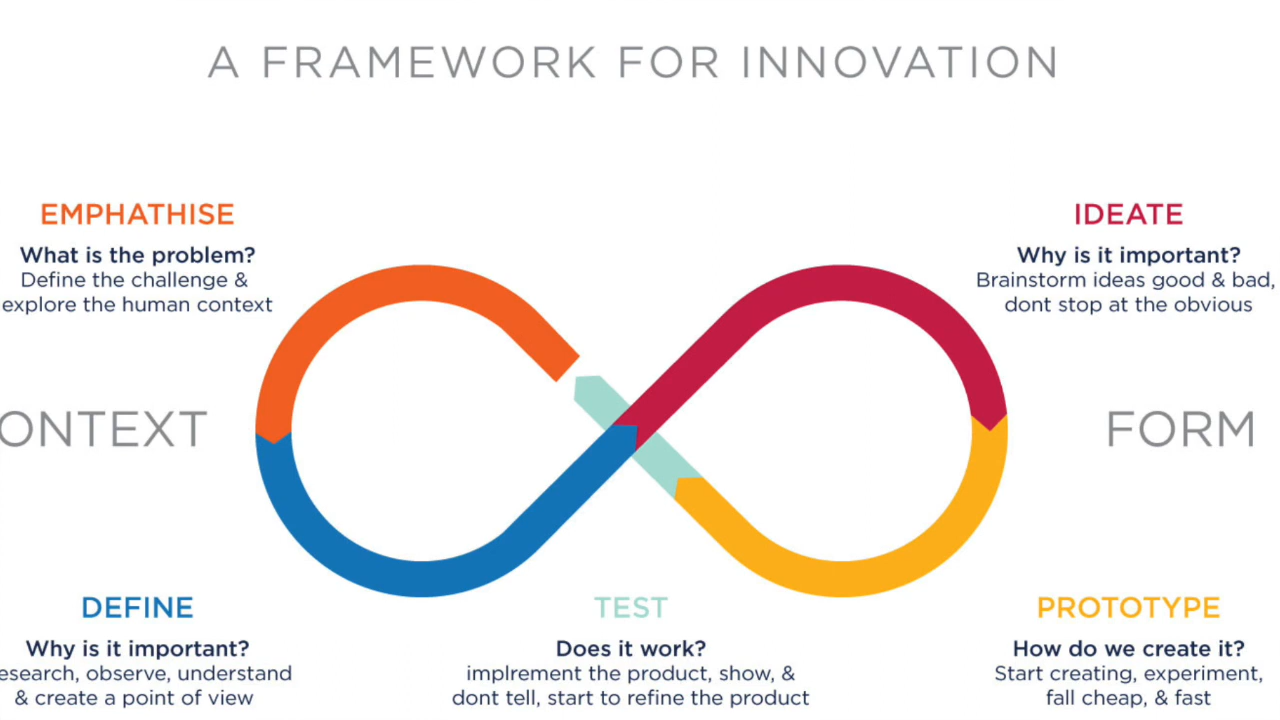 A FRAMEWORK FOR INNOVATION
EMPHATHISE
What is the problem?
Define the challenge &
explore the human context
IDEATE
Why is it important?
Brainstorm ideas good & bad,
dont stop at the obvious
ONTEXT
FORM
DEFINE
Why is it important?
esearch, observe, understand
& create a point of view
TEST
Does it work?
implrement the product, show, &
dont tell, start to refine the product
PROTOTYPE
How do we create it?
Start creating, experiment,
fall cheap, & fast